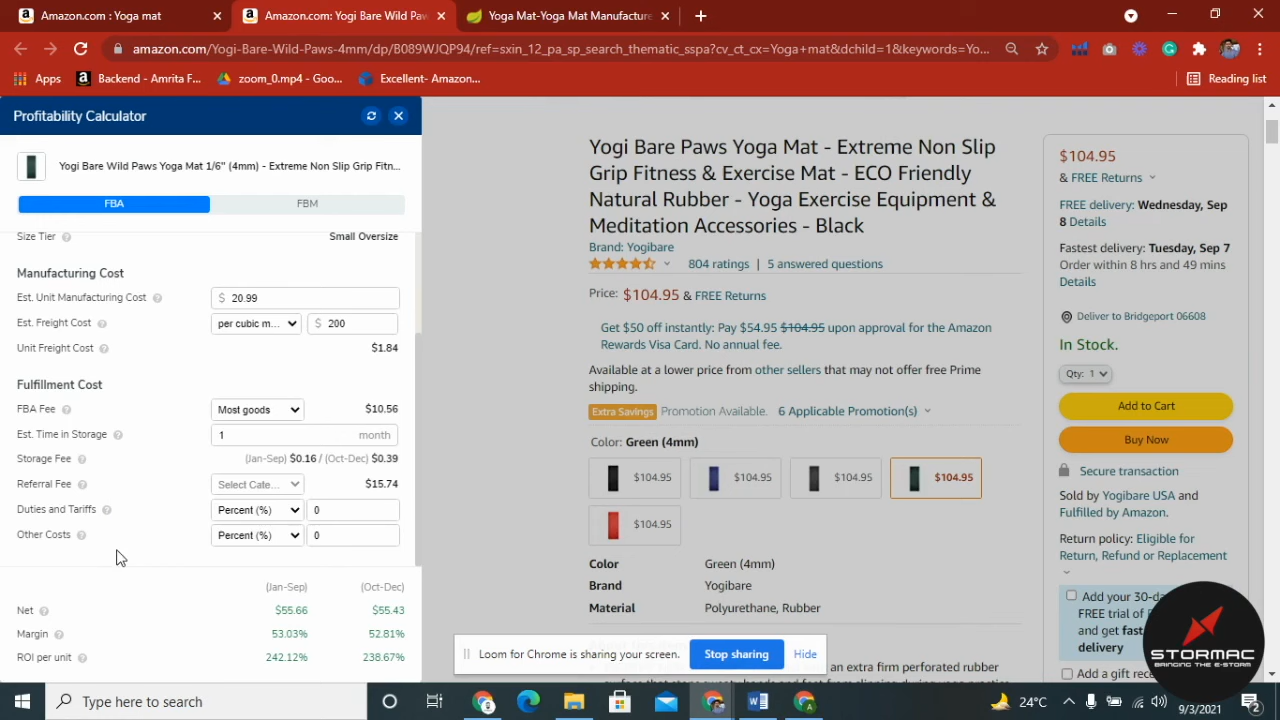 Amazon.com : Yoga mat
Amazon.com: Yogi Bare Wild Paws
Yoga Mat-Yoga Mat Manufacture
amazon.com/Yogi-Bare-Wild-Paws-4mm/dp/B089WJQP94/ref=sxin_12_pa_sp_search_thematic_sspa?cv_ct_cx=Yoga+mat&dchild=1&keywords=Yo...
Apps
Backend - Amrita F...
zoom_0.mp4 - Goo...
Excellent- Amazon...
Reading list
Profitability Calculator
Yogi Bare Wild Paws Yoga Mat 1/6" (4mm) - Extreme Non Slip Grip Fitn...
FBA
FBM
Size Tier Small Oversize
Manufacturing Cost
Est. Unit Manufacturing Cost $ 20.99
Est. Freight Cost per cubic m... $ 200
Unit Freight Cost $1.84
Fulfillment Cost
FBA Fee Most goods $10.56
Est. Time in Storage 1 month
Storage Fee (Jan-Sep) $0.16 / (Oct-Dec) $0.39
Referral Fee Select Cate... $15.74
Duties and Tariffs Percent (%) 0
Other Costs Percent (%) 0
(Jan-Sep) (Oct-Dec)
Net $55.66 $55.43
Margin 53.03% 52.81%
ROI per unit 242.12% 238.67%
Yogi Bare Paws Yoga Mat - Extreme Non Slip
Grip Fitness & Exercise Mat - ECO Friendly
Natural Rubber - Yoga Exercise Equipment &
Meditation Accessories - Black
Brand: Yogibare
804 ratings | 5 answered questions
Price: $104.95 & FREE Returns
Get $50 off instantly: Pay $54.95 $104.95 upon approval for the Amazon
Rewards Visa Card. No annual fee.
Available at a lower price from other sellers that may not offer free Prime
shipping.
Extra Savings Promotion Available. 6 Applicable Promotion(s)
Color: Green (4mm)
$104.95
$104.95
$104.95
$104.95
$104.95
Color Green (4mm)
Brand Yogibare
Material Polyurethane, Rubber
an extra firm perforated rubber
$104.95
& FREE Returns
FREE delivery: Wednesday, Sep
8 Details
Fastest delivery: Tuesday, Sep 7
Order within 8 hrs and 49 mins
Details
Deliver to Bridgeport 06608
In Stock.
Qty: 1
Add to Cart
Buy Now
Secure transaction
Sold by Yogibare USA and
Fulfilled by Amazon.
Return policy: Eligible for
Return, Refund or Replacement
Add your 30-da
FREE trial of
and get fast
delivery
Add a gift rece
STORMAC
BRINGING THE E-STORM
Loom for Chrome is sharing your screen.
Stop sharing
Hide
Type here to search
24°C
9/3/2021
2